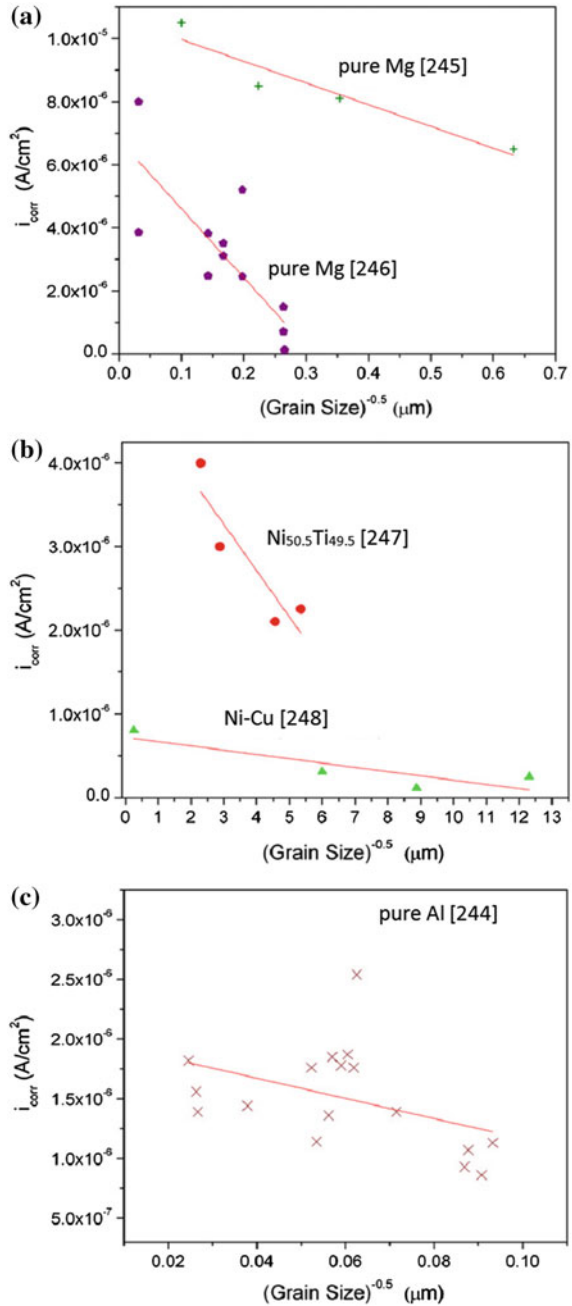 (a)
1.0x10⁻⁵
8.0x10⁻⁶
6.0x10⁻⁶
4.0x10⁻⁶
2.0x10⁻⁶
0.0
i_corr (A/cm²)
pure Mg [245]
pure Mg [246]
0.0 0.1 0.2 0.3 0.4 0.5 0.6 0.7
(Grain Size)⁻⁰·⁵ (μm)
(b)
4.0x10⁻⁶
3.0x10⁻⁶
2.0x10⁻⁶
1.0x10⁻⁶
0.0
i_corr (A/cm²)
Ni₅₀.₅Ti₄₉.₅ [247]
Ni-Cu [248]
0 1 2 3 4 5 6 7 8 9 10 11 12 13
(Grain Size)⁻⁰·⁵ (μm)
(c)
3.0x10⁻⁶
2.5x10⁻⁶
2.0x10⁻⁶
1.5x10⁻⁶
1.0x10⁻⁶
5.0x10⁻⁷
i_corr (A/cm²)
pure Al [244]
0.02 0.04 0.06 0.08 0.10
(Grain Size)⁻⁰·⁵ (μm)